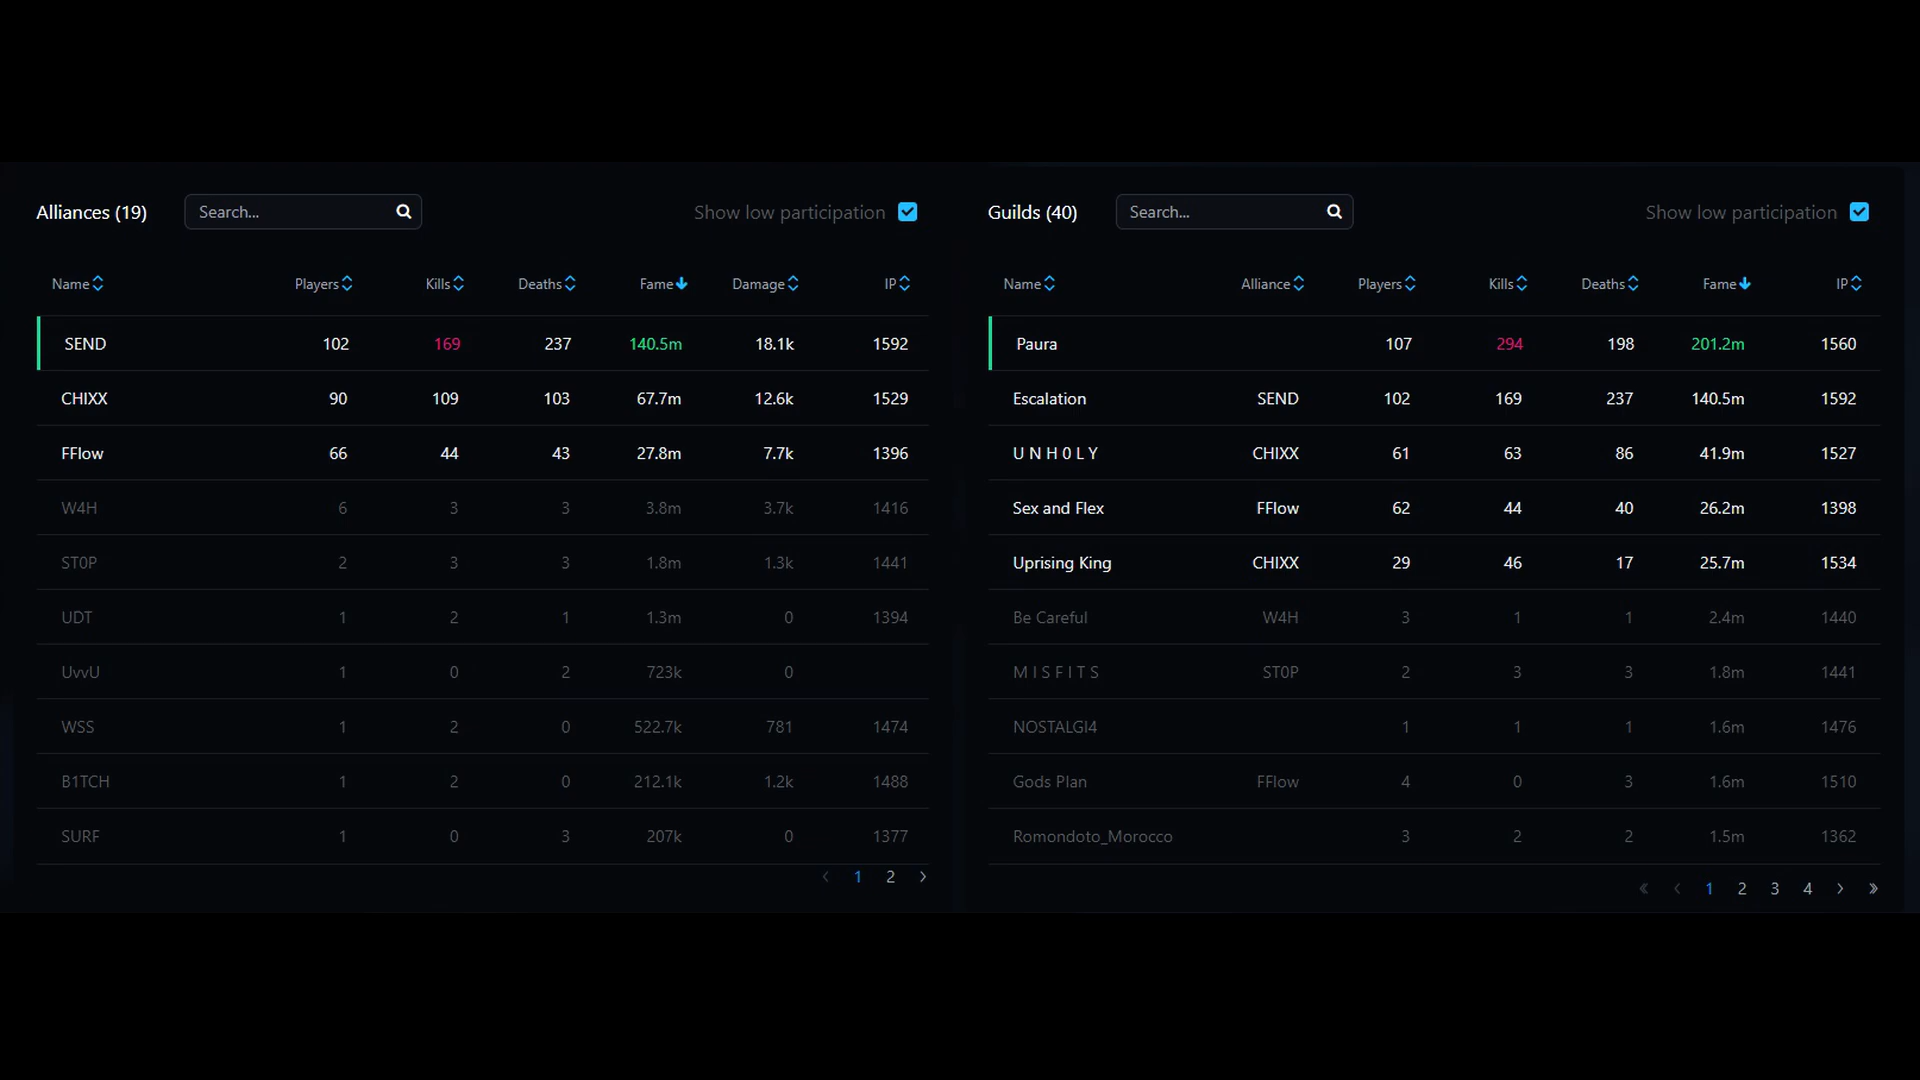 Alliances (19) Search... Show low participation
Name Players Kills Deaths Fame Damage IP
SEND 102 169 237 140.5m 18.1k 1592
CHIXX 90 109 103 67.7m 12.6k 1529
FFlow 66 44 43 27.8m 7.7k 1396
W4H 6 3 3 3.8m 3.7k 1416
ST0P 2 3 3 1.8m 1.3k 1441
UDT 1 2 1 1.3m 0 1394
UvvU 1 0 2 723k 0
WSS 1 2 0 522.7k 781 1474
B1TCH 1 2 0 212.1k 1.2k 1488
SURF 1 0 3 207k 0 1377
1 2
Guilds (40) Search... Show low participation
Name Alliance Players Kills Deaths Fame IP
Paura 107 294 198 201.2m 1560
Escalation SEND 102 169 237 140.5m 1592
U N H 0 L Y CHIXX 61 63 86 41.9m 1527
Sex and Flex FFlow 62 44 40 26.2m 1398
Uprising King CHIXX 29 46 17 25.7m 1534
Be Careful W4H 3 1 1 2.4m 1440
M I S F I T S ST0P 2 3 3 1.8m 1441
NOSTALGI4 1 1 1 1.6m 1476
Gods Plan FFlow 4 0 3 1.6m 1510
Romondoto_Morocco 3 2 2 1.5m 1362
1 2 3 4